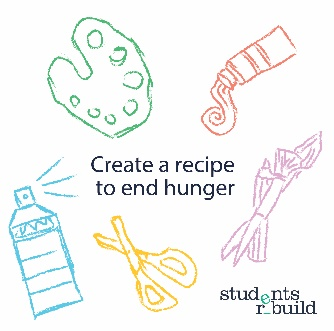 Create a recipe
to end hunger
students
rebuild